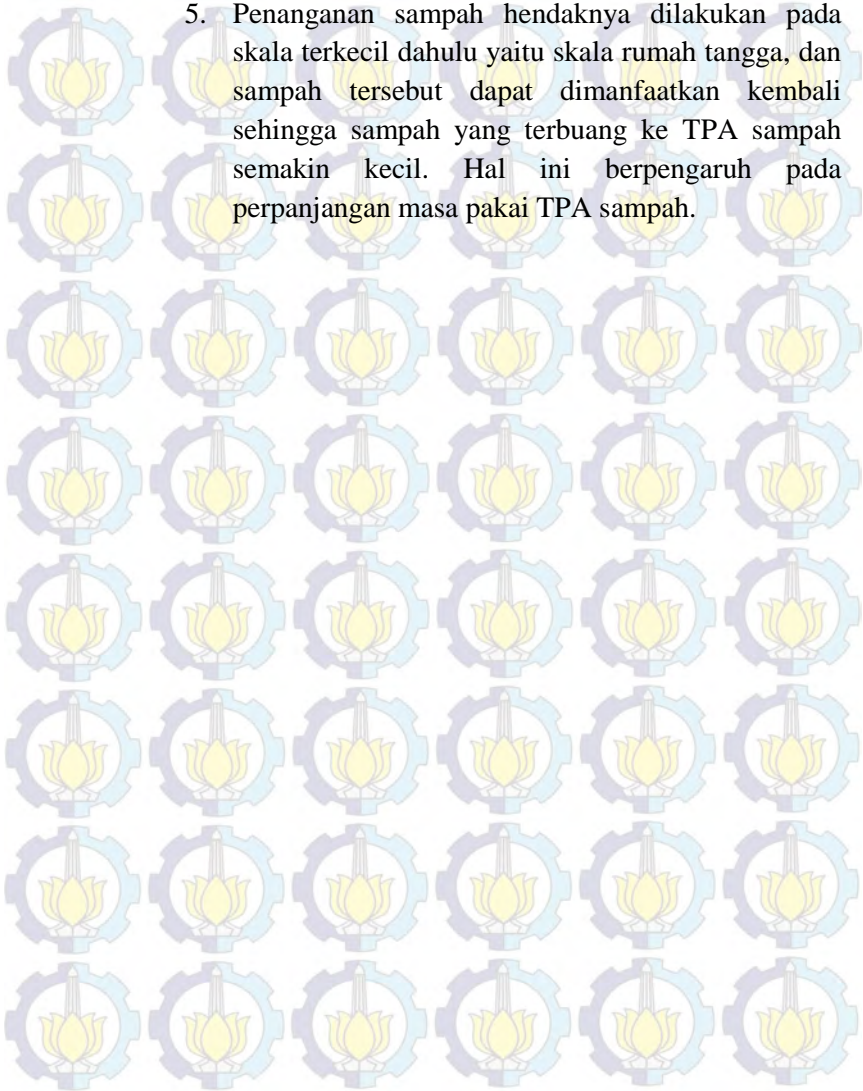 5. Penanganan sampah hendaknya dilakukan pada
skala terkecil dahulu yaitu skala rumah tangga, dan
sampah tersebut dapat dimanfaatkan kembali
sehingga sampah yang terbuang ke TPA sampah
semakin kecil. Hal ini berpengaruh pada
perpanjangan masa pakai TPA sampah.